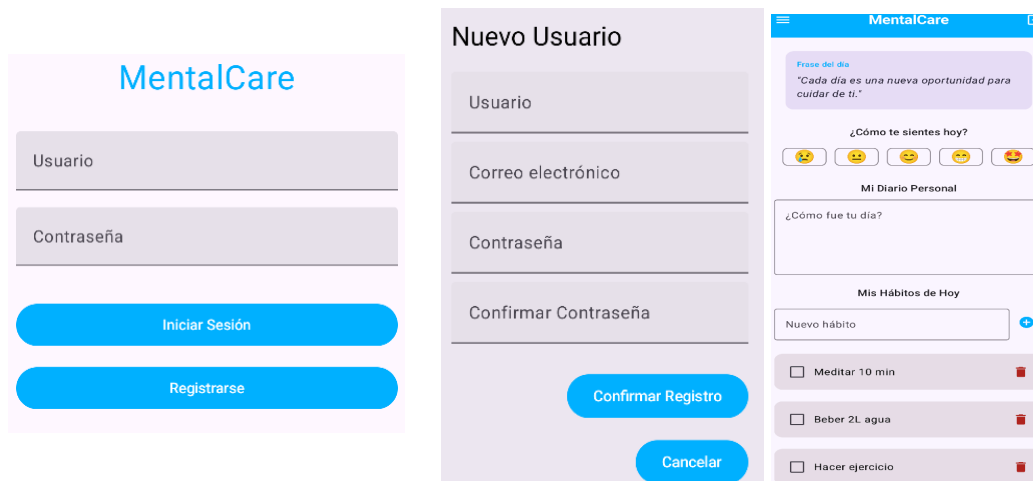 MentalCare
Usuario
Contraseña
Iniciar Sesión
Registrarse
Nuevo Usuario
Usuario
Correo electrónico
Contraseña
Confirmar Contraseña
Confirmar Registro
Cancelar
MentalCare
Frase del día
"Cada día es una nueva oportunidad para
cuidar de ti."
¿Cómo te sientes hoy?
Mi Diario Personal
¿Cómo fue tu día?
Mis Hábitos de Hoy
Nuevo hábito
Meditar 10 min
Beber 2L agua
Hacer ejercicio